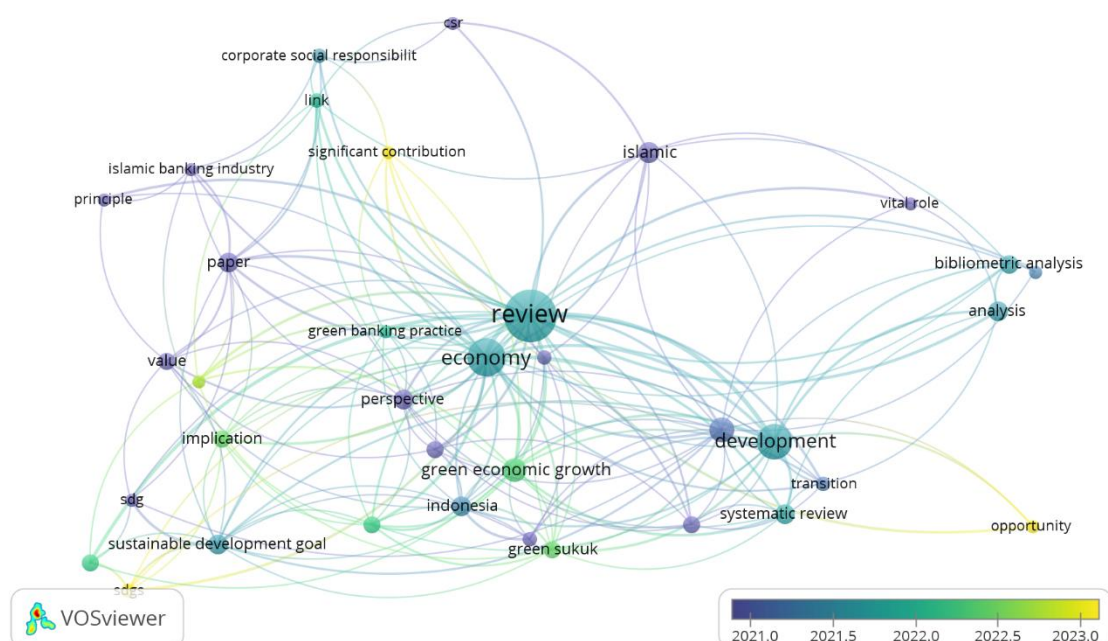 csr
corporate social responsibilit
link
significant contribution
islamic
islamic banking industry
principle
vital role
paper
bibliometric analysis
analysis
review
green banking practice
economy
value
perspective
implication
development
green economic growth
transition
sdg
indonesia
systematic review
opportunity
sustainable development goal
green sukuk
sdgs
VOSviewer
2021.0 2021.5 2022.0 2022.5 2023.0